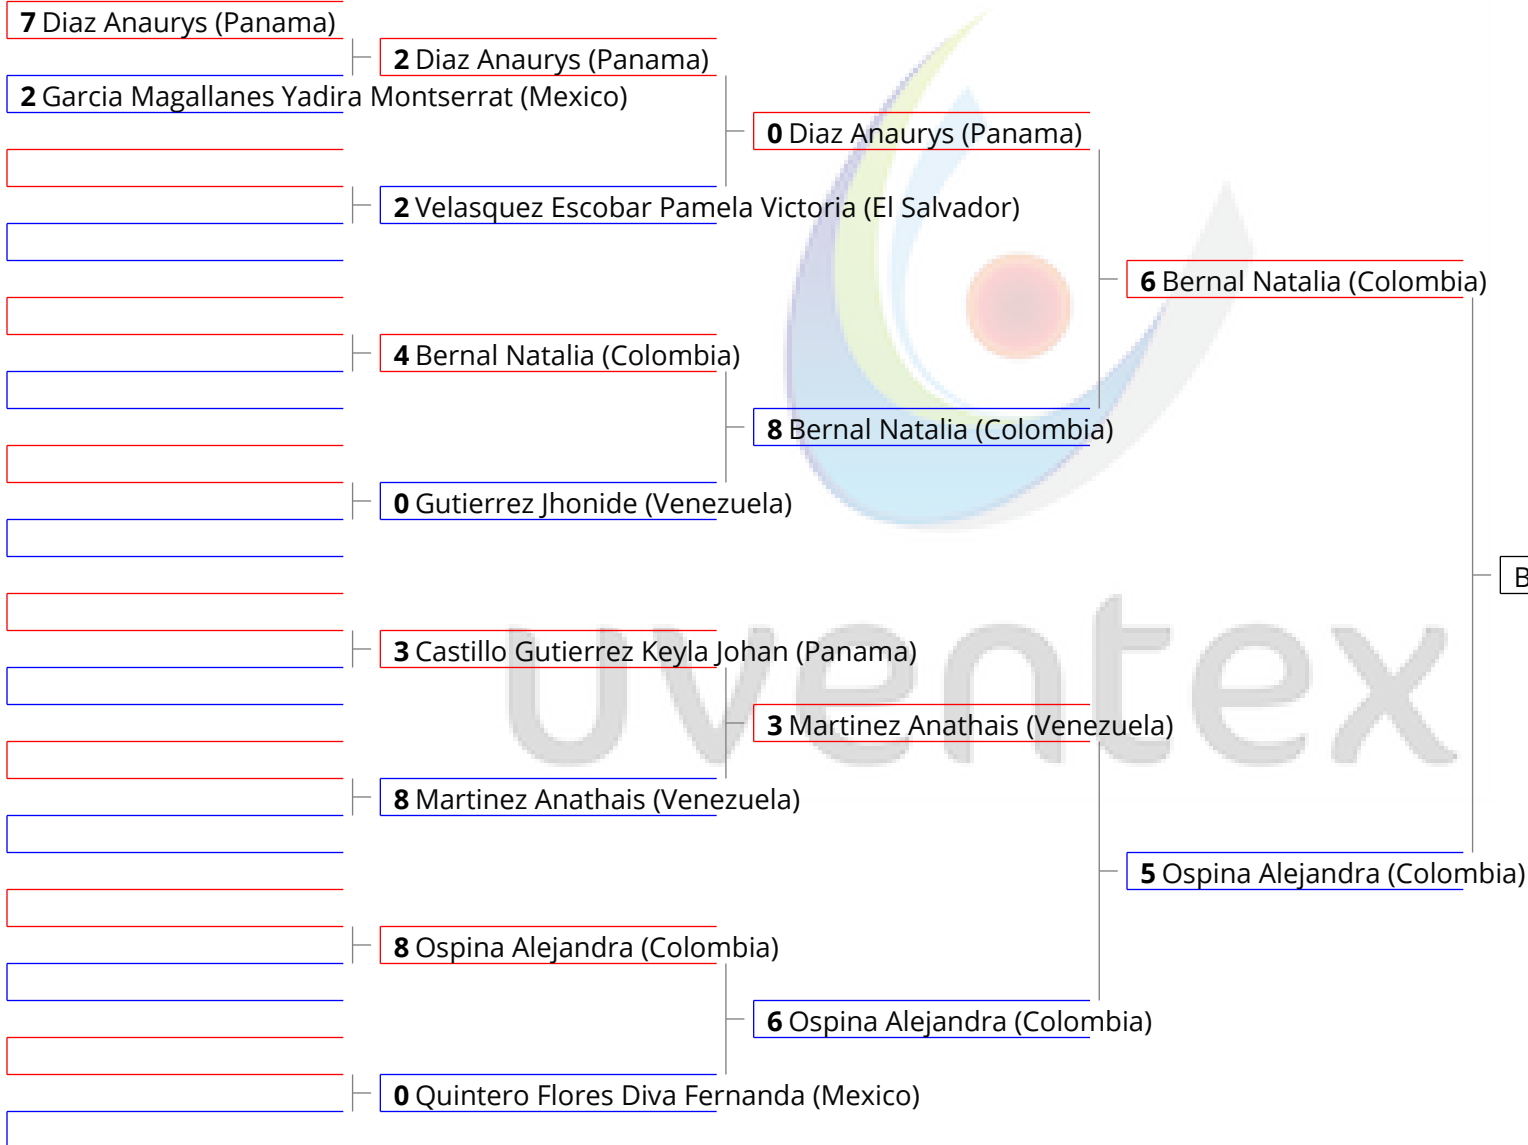 7 Diaz Anaurys (Panama)
2 Diaz Anaurys (Panama)
2 Garcia Magallanes Yadira Montserrat (Mexico)
0 Diaz Anaurys (Panama)
2 Velasquez Escobar Pamela Victoria (El Salvador)
6 Bernal Natalia (Colombia)
4 Bernal Natalia (Colombia)
8 Bernal Natalia (Colombia)
0 Gutierrez Jhonide (Venezuela)
3 Castillo Gutierrez Keyla Johan (Panama)
uventex
3 Martinez Anathais (Venezuela)
8 Martinez Anathais (Venezuela)
5 Ospina Alejandra (Colombia)
8 Ospina Alejandra (Colombia)
6 Ospina Alejandra (Colombia)
0 Quintero Flores Diva Fernanda (Mexico)